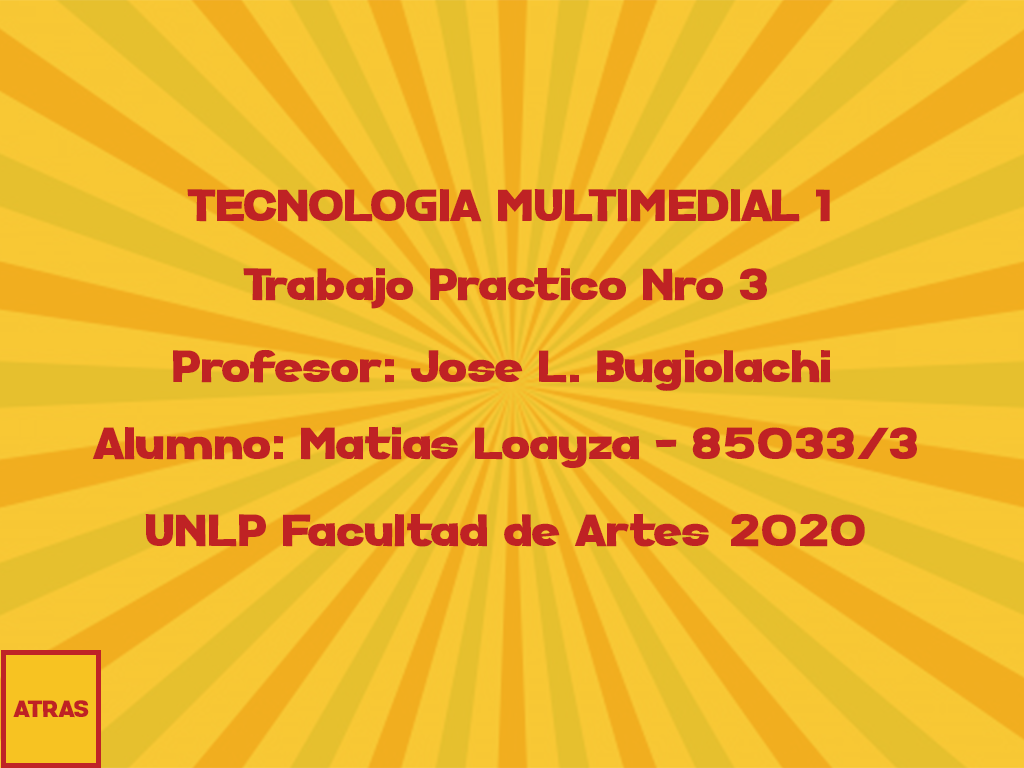 TECNOLOGIA MULTIMEDIAL 1
Trabajo Practico Nro 3
Profesor: Jose L. Bugiolachi
Alumno: Matias Loayza - 85033/3
UNLP Facultad de Artes 2020
ATRAS